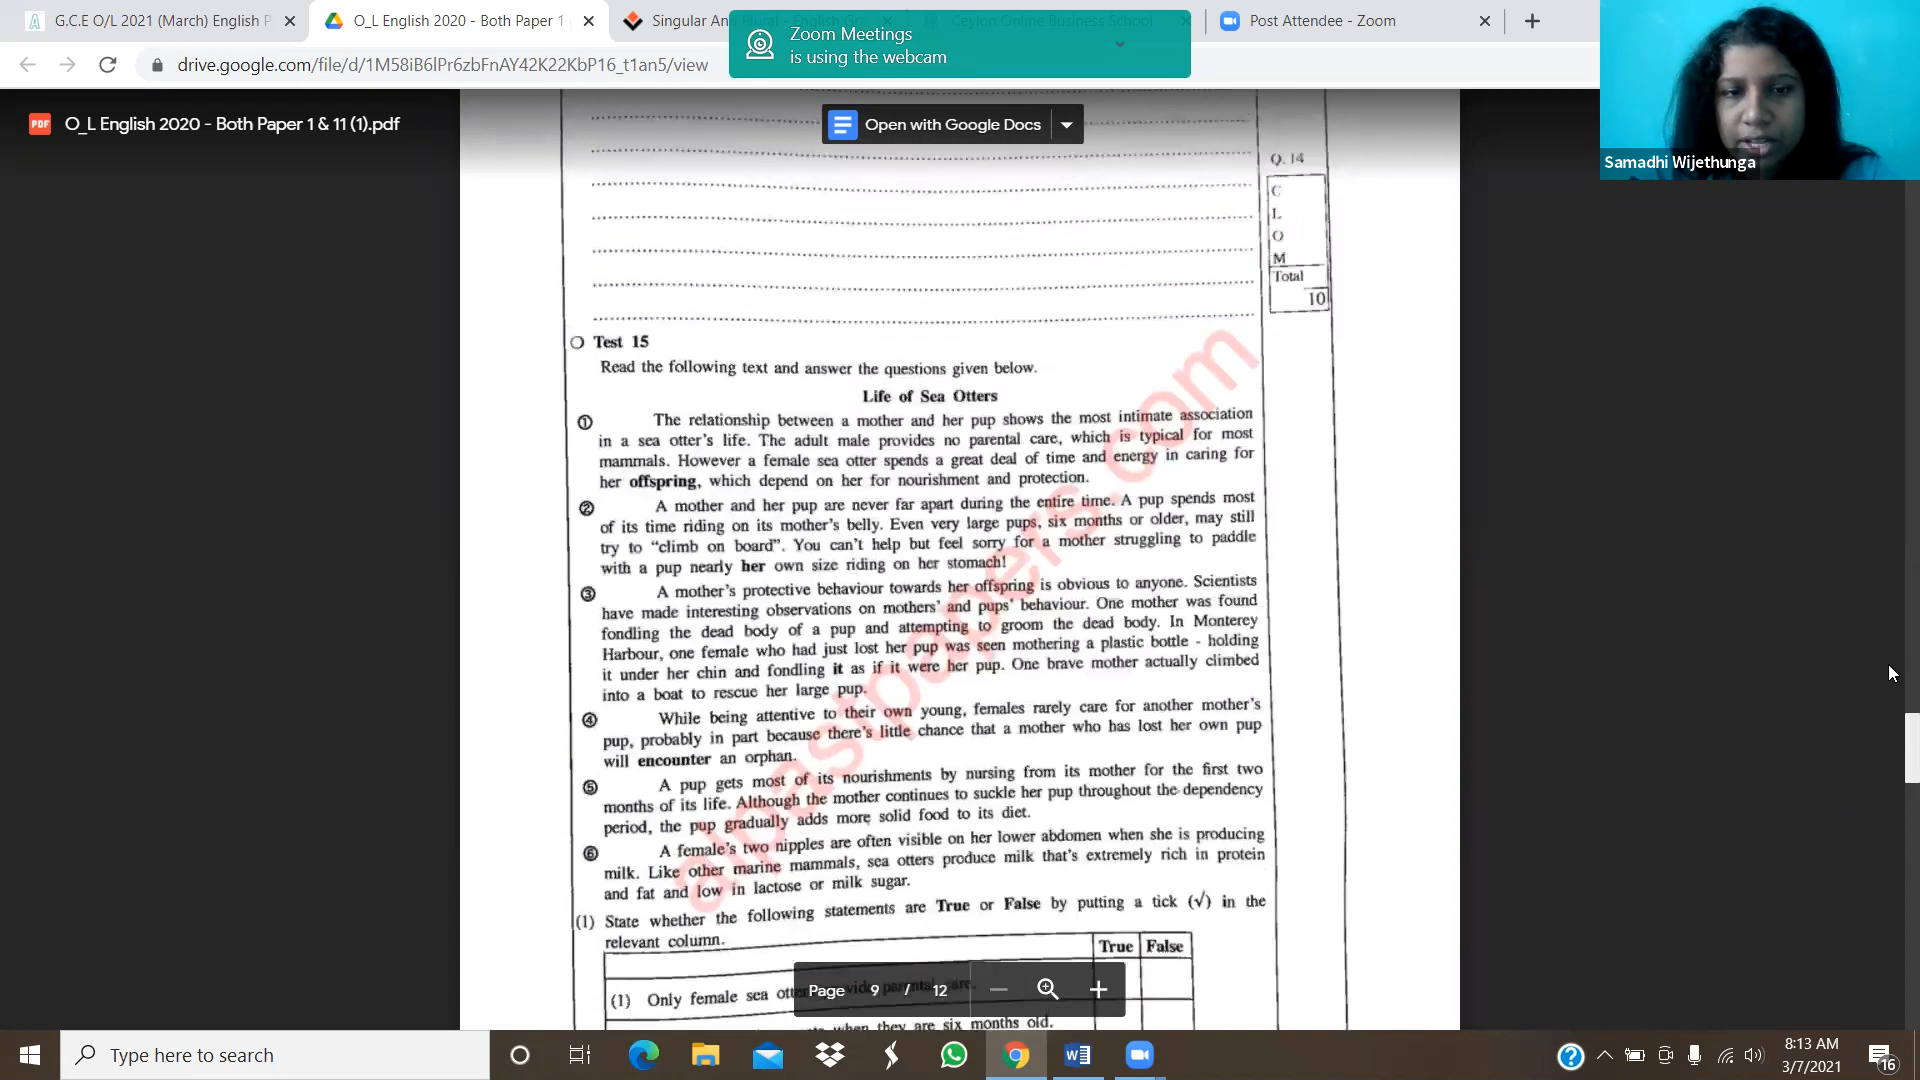 G.C.E O/L 2021 (March) English P
O_L English 2020 - Both Paper 1
Singular An
Post Attendee - Zoom
Zoom Meetings
is using the webcam
drive.google.com/file/d/1M58iB6lPr6zbFnAY42K22KbP16_t1an5/view
Samadhi Wijethunga
PDF
O_L English 2020 - Both Paper 1 & 11 (1).pdf
Open with Google Docs
Q. 14
C
L
O
M
Total
10
Test 15
Read the following text and answer the questions given below.
Life of Sea Otters
① The relationship between a mother and her pup shows the most intimate association
in a sea otter's life. The adult male provides no parental care, which is typical for most
mammals. However a female sea otter spends a great deal of time and energy in caring for
her offspring, which depend on her for nourishment and protection.
② A mother and her pup are never far apart during the entire time. A pup spends most
of its time riding on its mother's belly. Even very large pups, six months or older, may still
try to “climb on board”. You can't help but feel sorry for a mother struggling to paddle
with a pup nearly her own size riding on her stomach!
③ A mother's protective behaviour towards her offspring is obvious to anyone. Scientists
have made interesting observations on mothers' and pups' behaviour. One mother was found
fondling the dead body of a pup and attempting to groom the dead body. In Monterey
Harbour, one female who had just lost her pup was seen mothering a plastic bottle - holding
it under her chin and fondling it as if it were her pup. One brave mother actually climbed
into a boat to rescue her large pup.
④ While being attentive to their own young, females rarely care for another mother's
pup, probably in part because there's little chance that a mother who has lost her own pup
will encounter an orphan.
⑤ A pup gets most of its nourishments by nursing from its mother for the first two
months of its life. Although the mother continues to suckle her pup throughout the dependency
period, the pup gradually adds more solid food to its diet.
⑥ A female's two nipples are often visible on her lower abdomen when she is producing
milk. Like other marine mammals, sea otters produce milk that's extremely rich in protein
and fat and low in lactose or milk sugar.
(1) State whether the following statements are True or False by putting a tick (√) in the
relevant column.
True False
(1) Only female sea
when they are six months old.
alpastpapers.com
Page 9 / 12
Type here to search
8:13 AM
3/7/2021
16